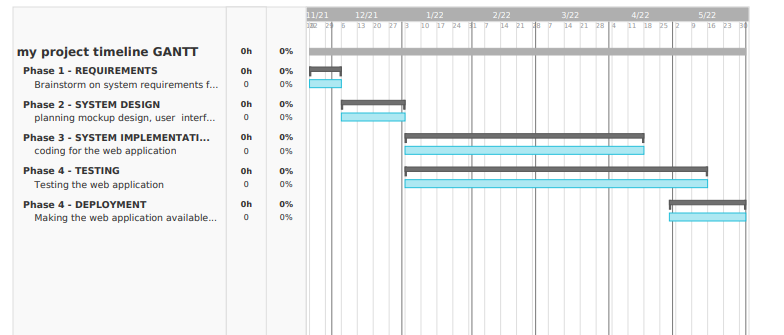 11/21 12/21 1/22 2/22 3/22 4/22 5/22
22 29 6 13 20 27 3 10 17 24 31 7 14 21 28 7 14 21 28 4 11 18 25 2 9 16 23 30
my project timeline GANTT 0h 0%
Phase 1 - REQUIREMENTS 0h 0%
Brainstorm on system requirements f... 0 0%
Phase 2 - SYSTEM DESIGN 0h 0%
planning mockup design, user interf... 0 0%
Phase 3 - SYSTEM IMPLEMENTATI... 0h 0%
coding for the web application 0 0%
Phase 4 - TESTING 0h 0%
Testing the web application 0 0%
Phase 4 - DEPLOYMENT 0h 0%
Making the web application available... 0 0%